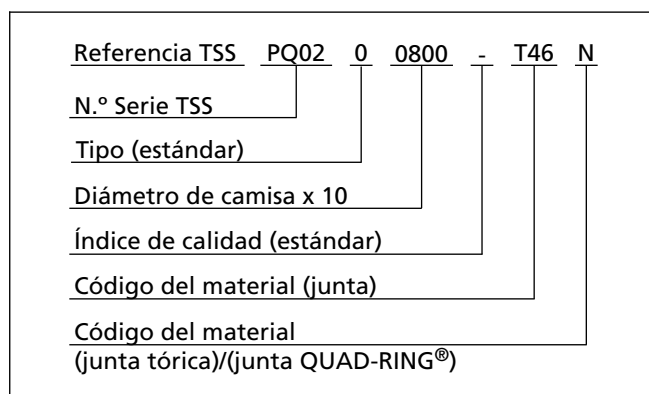 Referencia TSS PQ02 0 0800 - T46 N
N.º Serie TSS
Tipo (estándar)
Diámetro de camisa x 10
Índice de calidad (estándar)
Código del material (junta)
Código del material
(junta tórica)/(junta QUAD-RING®)